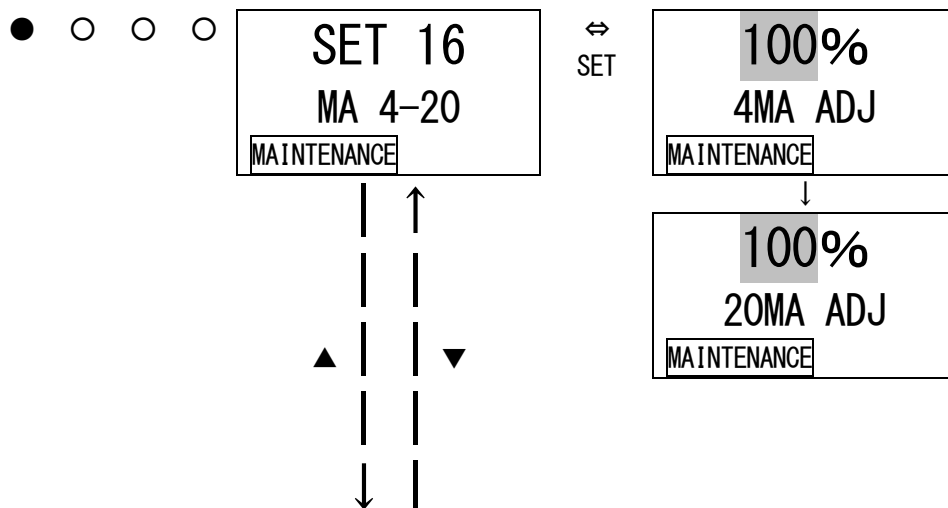 ● ○ ○ ○
SET 16
MA 4-20
MAINTENANCE
⇔
SET
100%
4MA ADJ
MAINTENANCE
↓
100%
20MA ADJ
MAINTENANCE
▲ ▼